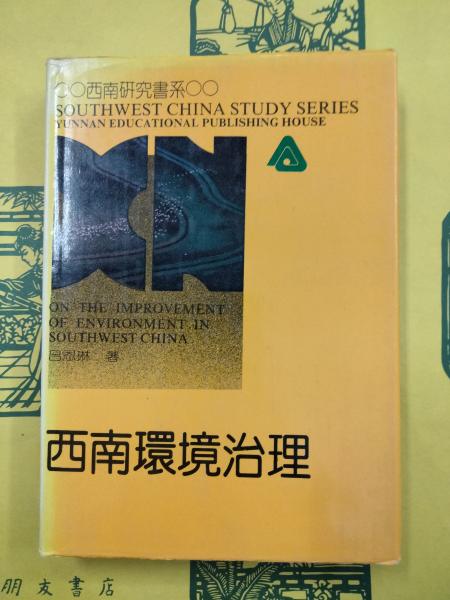 ○○西南研究書系○○
SOUTHWEST CHINA STUDY SERIES
YUNNAN EDUCATIONAL PUBLISHING HOUSE
XN
ON THE IMPROVEMENT
OF ENVIRONMENT IN
SOUTHWEST CHINA
著
西南環境治理
朋友書店